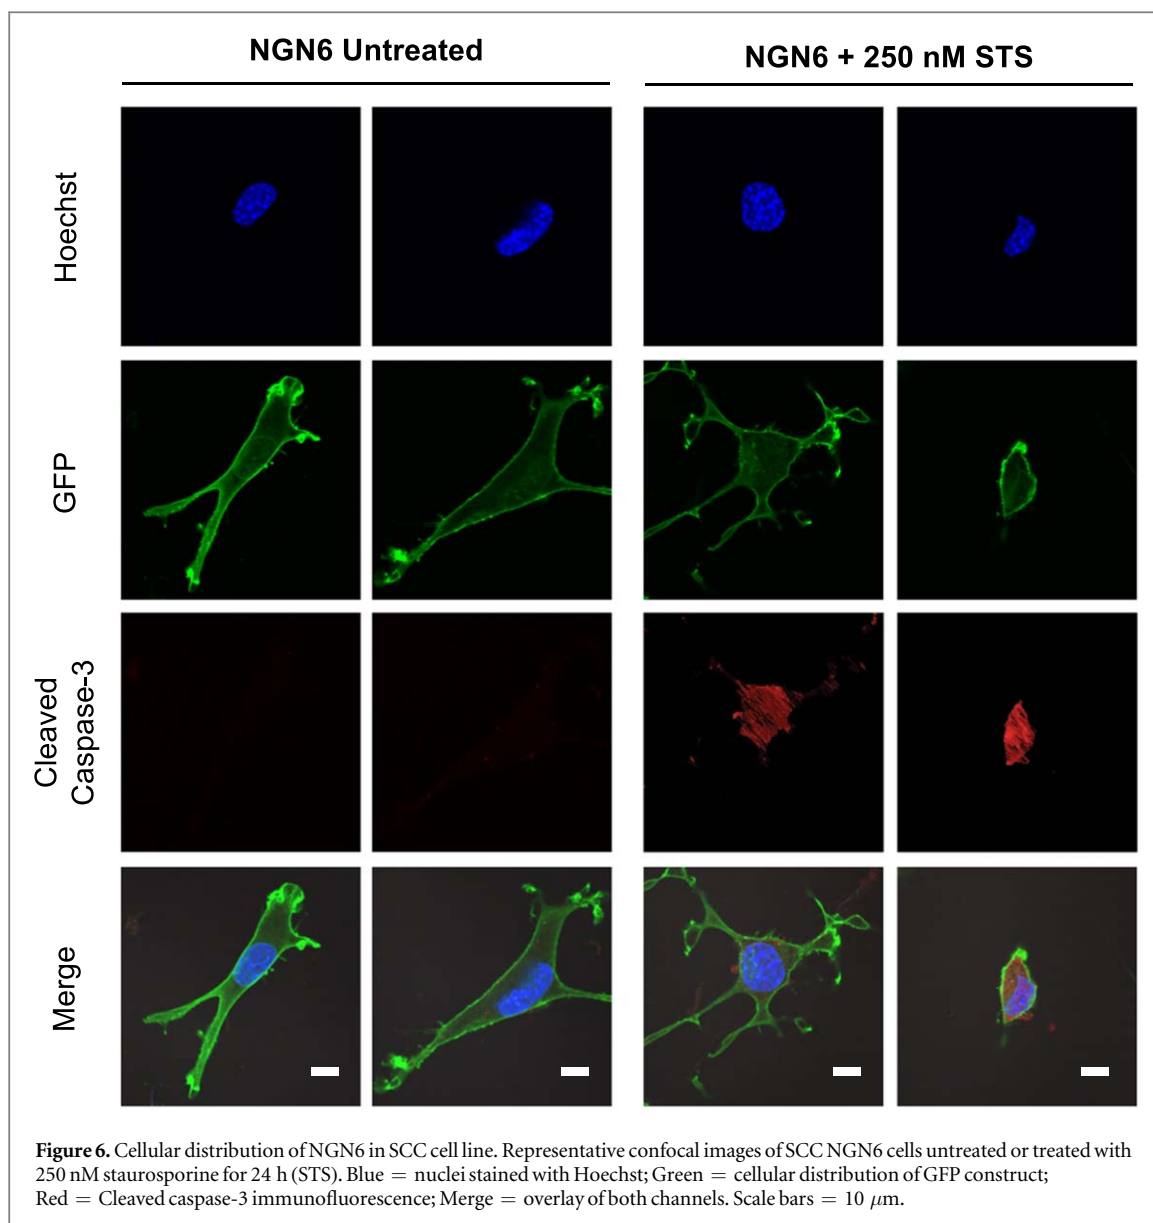 NGN6 Untreated
NGN6 + 250 nM STS
Hoechst
GFP
Cleaved
Caspase-3
Merge
Figure 6. Cellular distribution of NGN6 in SCC cell line. Representative confocal images of SCC NGN6 cells untreated or treated with
250 nM staurosporine for 24 h (STS). Blue = nuclei stained with Hoechst; Green = cellular distribution of GFP construct;
Red = Cleaved caspase-3 immunofluorescence; Merge = overlay of both channels. Scale bars = 10 μm.